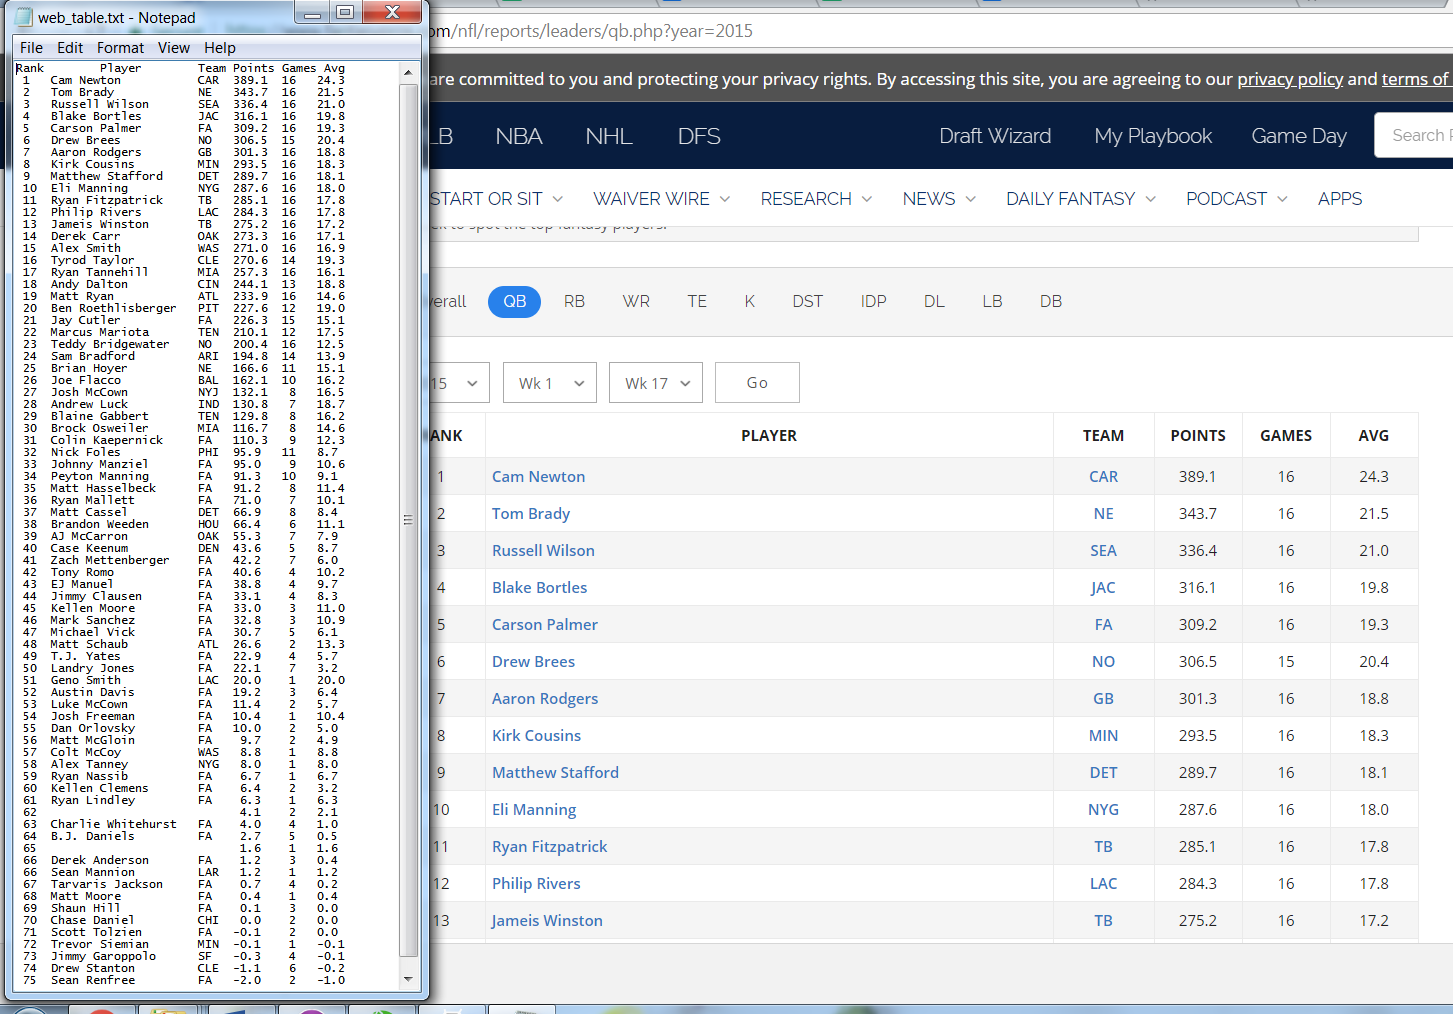 web_table.txt - Notepad
File Edit Format View Help
Rank Player Team Points Games Avg
1 Cam Newton CAR 389.1 16 24.3
2 Tom Brady NE 343.7 16 21.5
3 Russell Wilson SEA 336.4 16 21.0
4 Blake Bortles JAC 316.1 16 19.8
5 Carson Palmer FA 309.2 16 19.3
6 Drew Brees NO 306.5 15 20.4
7 Aaron Rodgers GB 301.3 16 18.8
8 Kirk Cousins MIN 293.5 16 18.3
9 Matthew Stafford DET 289.7 16 18.1
10 Eli Manning NYG 287.6 16 18.0
11 Ryan Fitzpatrick TB 285.1 16 17.8
12 Philip Rivers LAC 284.3 16 17.8
13 Jameis Winston TB 275.2 16 17.2
14 Derek Carr OAK 273.3 16 17.1
15 Alex Smith WAS 271.0 16 16.9
16 Tyrod Taylor CLE 270.6 14 19.3
17 Ryan Tannehill MIA 257.3 16 16.1
18 Andy Dalton CIN 244.1 13 18.8
19 Matt Ryan ATL 233.9 16 14.6
20 Ben Roethlisberger PIT 227.6 12 19.0
21 Jay Cutler FA 226.3 15 15.1
22 Marcus Mariota TEN 210.1 12 17.5
23 Teddy Bridgewater NO 200.4 16 12.5
24 Sam Bradford ARI 194.8 14 13.9
25 Brian Hoyer NE 166.6 11 15.1
26 Joe Flacco BAL 162.1 10 16.2
27 Josh McCown NYJ 132.1 8 16.5
28 Andrew Luck IND 130.8 7 18.7
29 Blaine Gabbert TEN 129.8 8 16.2
30 Brock Osweiler MIA 116.7 8 14.6
31 Colin Kaepernick FA 110.3 9 12.3
32 Nick Foles PHI 95.9 11 8.7
33 Johnny Manziel FA 95.0 9 10.6
34 Peyton Manning FA 91.3 10 9.1
35 Matt Hasselbeck FA 91.2 8 11.4
36 Ryan Mallett FA 71.0 7 10.1
37 Matt Cassel DET 66.9 8 8.4
38 Brandon Weeden HOU 66.4 6 11.1
39 AJ McCarron OAK 55.3 7 7.9
40 Case Keenum DEN 43.6 5 8.7
41 Zach Mettenberger FA 42.2 7 6.0
42 Tony Romo FA 40.6 4 10.2
43 EJ Manuel FA 38.8 4 9.7
44 Jimmy Clausen FA 33.1 4 8.3
45 Kellen Moore FA 33.0 3 11.0
46 Mark Sanchez FA 32.8 3 10.9
47 Michael Vick FA 30.7 5 6.1
48 Matt Schaub ATL 26.6 2 13.3
49 T.J. Yates FA 22.9 4 5.7
50 Landry Jones FA 22.1 7 3.2
51 Geno Smith LAC 20.0 1 20.0
52 Austin Davis FA 19.2 3 6.4
53 Luke McCown FA 11.4 2 5.7
54 Josh Freeman FA 10.4 1 10.4
55 Dan Orlovsky FA 10.0 2 5.0
56 Matt McGloin FA 9.7 2 4.9
57 Colt McCoy WAS 8.8 1 8.8
58 Alex Tanney NYG 8.0 1 8.0
59 Ryan Nassib FA 6.7 1 6.7
60 Kellen Clemens FA 6.4 2 3.2
61 Ryan Lindley FA 6.3 1 6.3
62 4.1 2 2.1
63 Charlie Whitehurst FA 4.0 4 1.0
64 B.J. Daniels FA 2.7 5 0.5
65 1.6 1 1.6
66 Derek Anderson FA 1.2 3 0.4
66 Sean Mannion LAR 1.2 1 1.2
67 Tarvaris Jackson FA 0.7 4 0.2
68 Matt Moore FA 0.4 1 0.4
69 Shaun Hill FA 0.1 3 0.0
70 Chase Daniel CHI 0.0 2 0.0
71 Scott Tolzien FA -0.1 2 0.0
72 Trevor Siemian MIN -0.1 1 -0.1
73 Jimmy Garoppolo SF -0.3 4 -0.1
74 Drew Stanton CLE -1.1 6 -0.2
75 Sean Renfree FA -2.0 2 -1.0
om/nfl/reports/leaders/qb.php?year=2015
are committed to you and protecting your privacy rights. By accessing this site, you are agreeing to our privacy policy and terms of
LB NBA NHL DFS Draft Wizard My Playbook Game Day Search
START OR SIT WAIVER WIRE RESEARCH NEWS DAILY FANTASY PODCAST APPS
to spot the top fantasy players.
erall QB RB WR TE K DST IDP DL LB DB
15 Wk 1 Wk 17 Go
ANK PLAYER TEAM POINTS GAMES AVG
1 Cam Newton CAR 389.1 16 24.3
2 Tom Brady NE 343.7 16 21.5
3 Russell Wilson SEA 336.4 16 21.0
4 Blake Bortles JAC 316.1 16 19.8
5 Carson Palmer FA 309.2 16 19.3
6 Drew Brees NO 306.5 15 20.4
7 Aaron Rodgers GB 301.3 16 18.8
8 Kirk Cousins MIN 293.5 16 18.3
9 Matthew Stafford DET 289.7 16 18.1
10 Eli Manning NYG 287.6 16 18.0
11 Ryan Fitzpatrick TB 285.1 16 17.8
12 Philip Rivers LAC 284.3 16 17.8
13 Jameis Winston TB 275.2 16 17.2